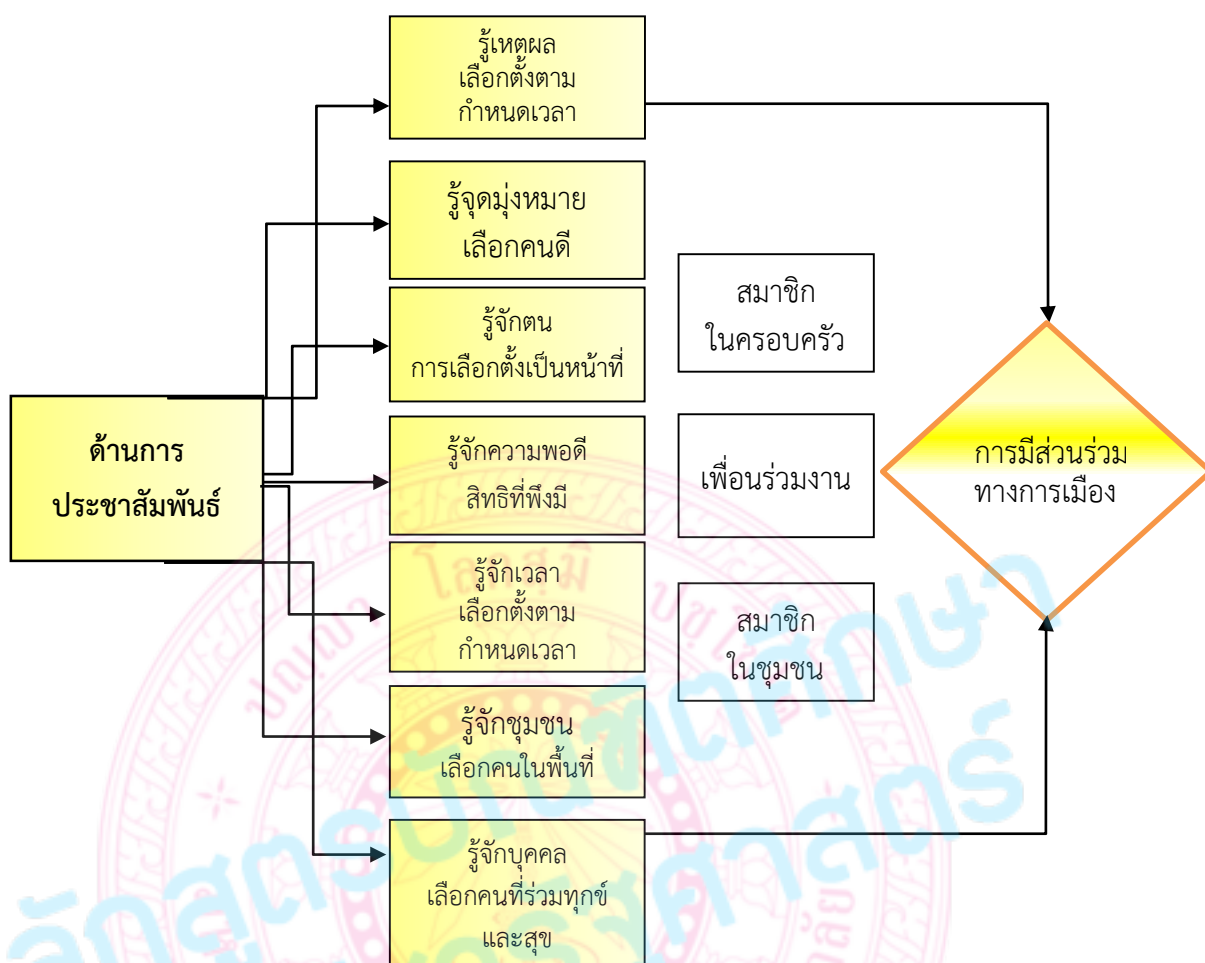 รู้เหตุผล
เลือกตั้งตาม
กำหนดเวลา
รู้จุดมุ่งหมาย
เลือกคนดี
รู้จักตน
การเลือกตั้งเป็นหน้าที่
สมาชิก
ในครอบครัว
ด้านการ
ประชาสัมพันธ์
รู้จักความพอดี
สิทธิที่พึงมี
เพื่อนร่วมงาน
การมีส่วนร่วม
ทางการเมือง
รู้จักเวลา
เลือกตั้งตาม
กำหนดเวลา
สมาชิก
ในชุมชน
รู้จักชุมชน
เลือกคนในพื้นที่
รู้จักบุคคล
เลือกคนที่ร่วมทุกข์
และสุข